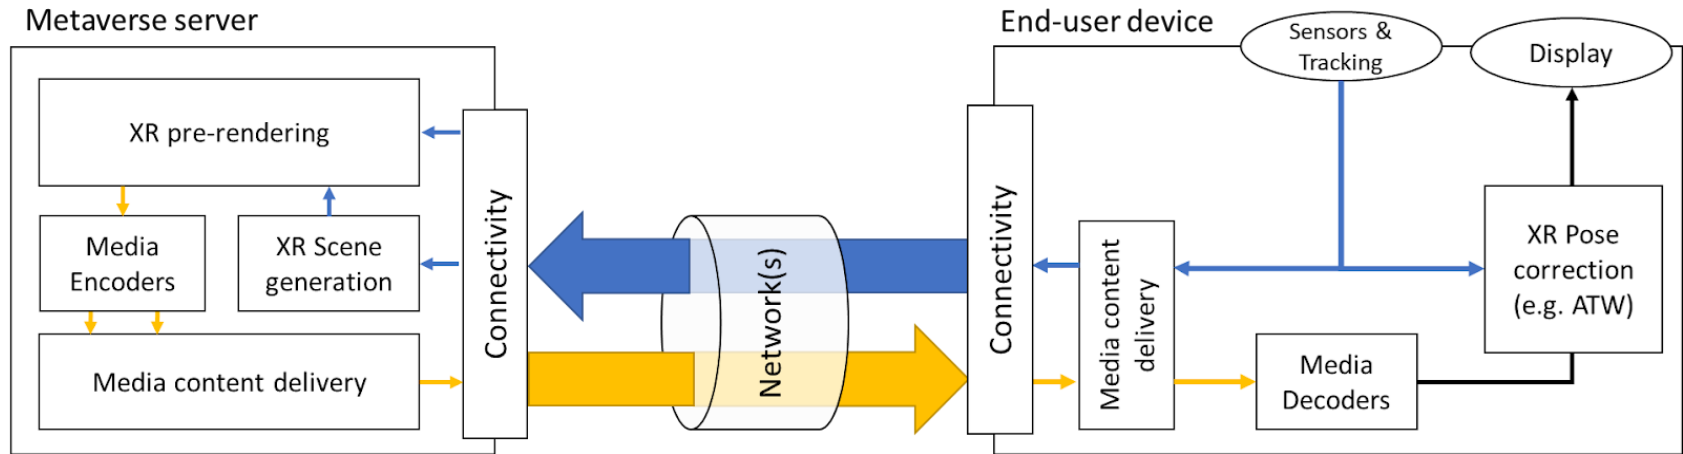 Metaverse server
XR pre-rendering
Media
Encoders
XR Scene
generation
Media content delivery
Connectivity
Network(s)
End-user device
Connectivity
Sensors &
Tracking
Display
Media content
delivery
XR Pose
correction
(e.g. ATW)
Media
Decoders